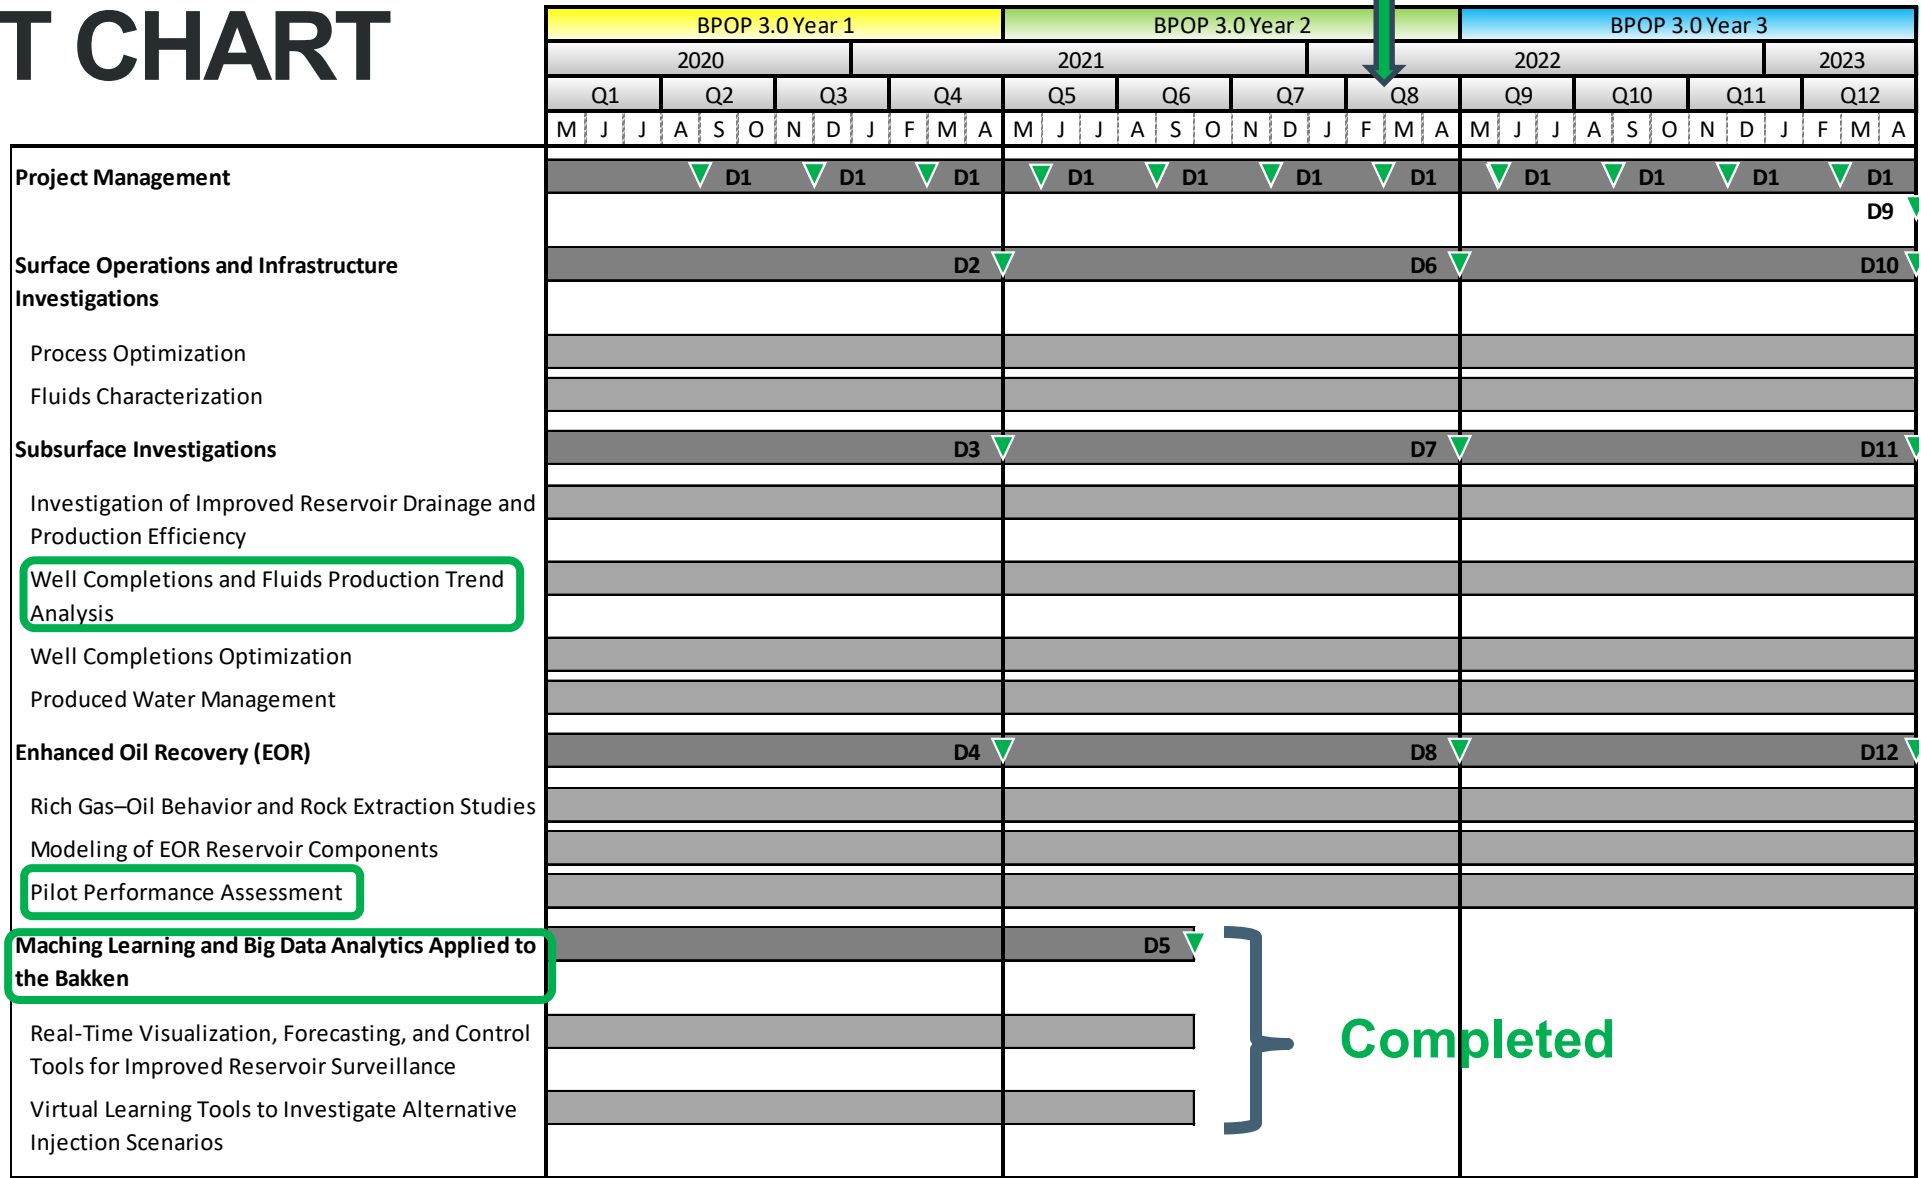 T CHART
BPOP 3.0 Year 1 BPOP 3.0 Year 2 BPOP 3.0 Year 3
2020 2021 2022 2023
Q1 Q2 Q3 Q4 Q5 Q6 Q7 Q8 Q9 Q10 Q11 Q12
M J J A S O N D J F M A M J J A S O N D J F M A M J J A S O N D J F M A
Project Management D1 D1 D1 D1 D1 D1 D1 D1 D1 D1 D1
D9
Surface Operations and Infrastructure D2 D6 D10
Investigations
Process Optimization
Fluids Characterization
Subsurface Investigations D3 D7 D11
Investigation of Improved Reservoir Drainage and
Production Efficiency
Well Completions and Fluids Production Trend
Analysis
Well Completions Optimization
Produced Water Management
Enhanced Oil Recovery (EOR) D4 D8 D12
Rich Gas–Oil Behavior and Rock Extraction Studies
Modeling of EOR Reservoir Components
Pilot Performance Assessment
Maching Learning and Big Data Analytics Applied to D5
the Bakken
Real-Time Visualization, Forecasting, and Control
Tools for Improved Reservoir Surveillance
Completed
Virtual Learning Tools to Investigate Alternative
Injection Scenarios